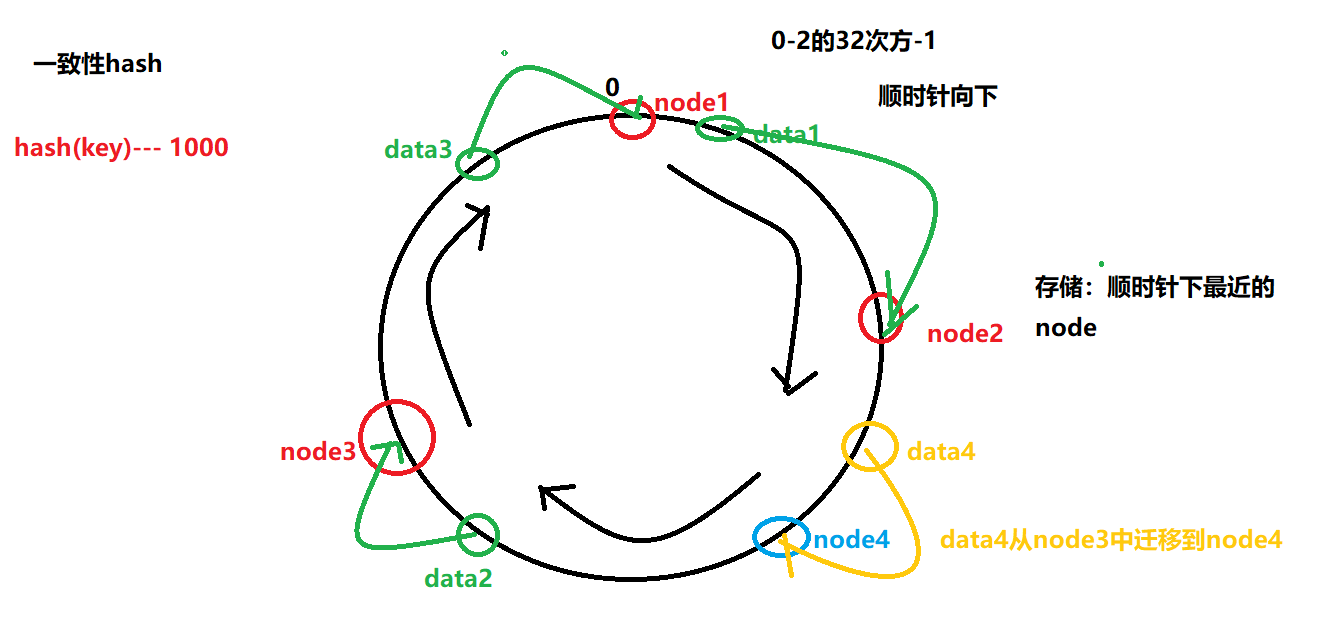 0-2的32次方-1
一致性hash
0
顺时针向下
node1
data1
hash(key)--- 1000
data3
存储：顺时针下最近的
node
node2
node3
data4
node4
data4从node3中迁移到node4
data2